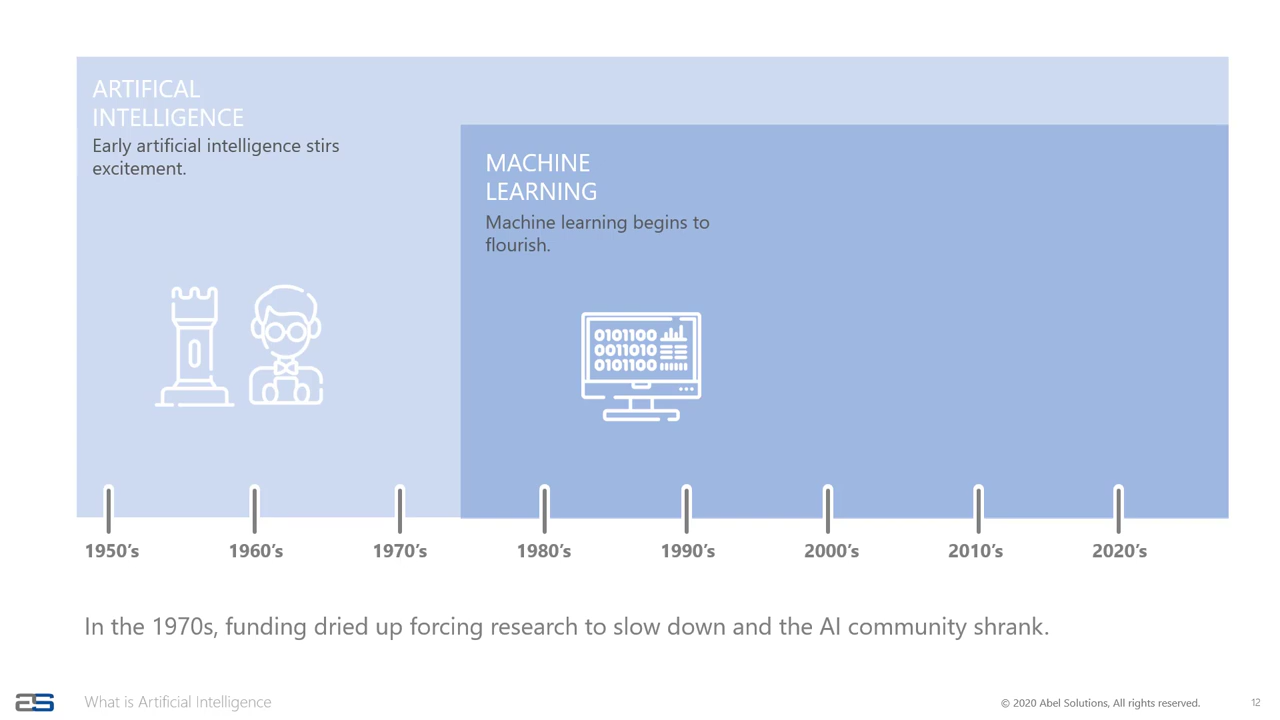 ARTIFICAL
INTELLIGENCE
Early artificial intelligence stirs
excitement.
MACHINE
LEARNING
Machine learning begins to
flourish.
0101100
0011010
0101100
1950’s 1960’s 1970’s 1980’s 1990’s 2000’s 2010’s 2020’s
In the 1970s, funding dried up forcing research to slow down and the AI community shrank.
as What is Artificial Intelligence © 2020 Abel Solutions, All rights reserved. 12